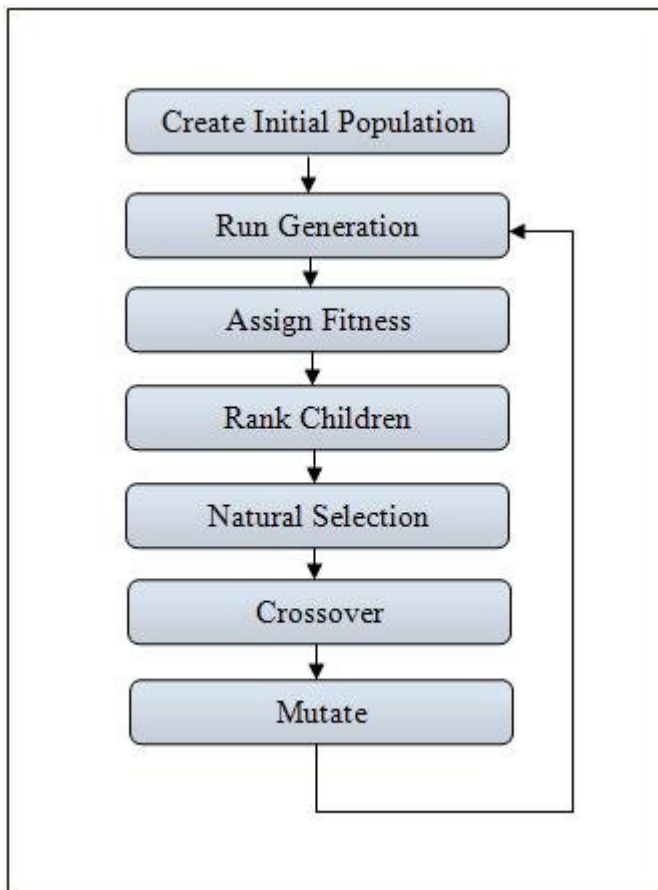 Create Initial Population
Run Generation
Assign Fitness
Rank Children
Natural Selection
Crossover
Mutate